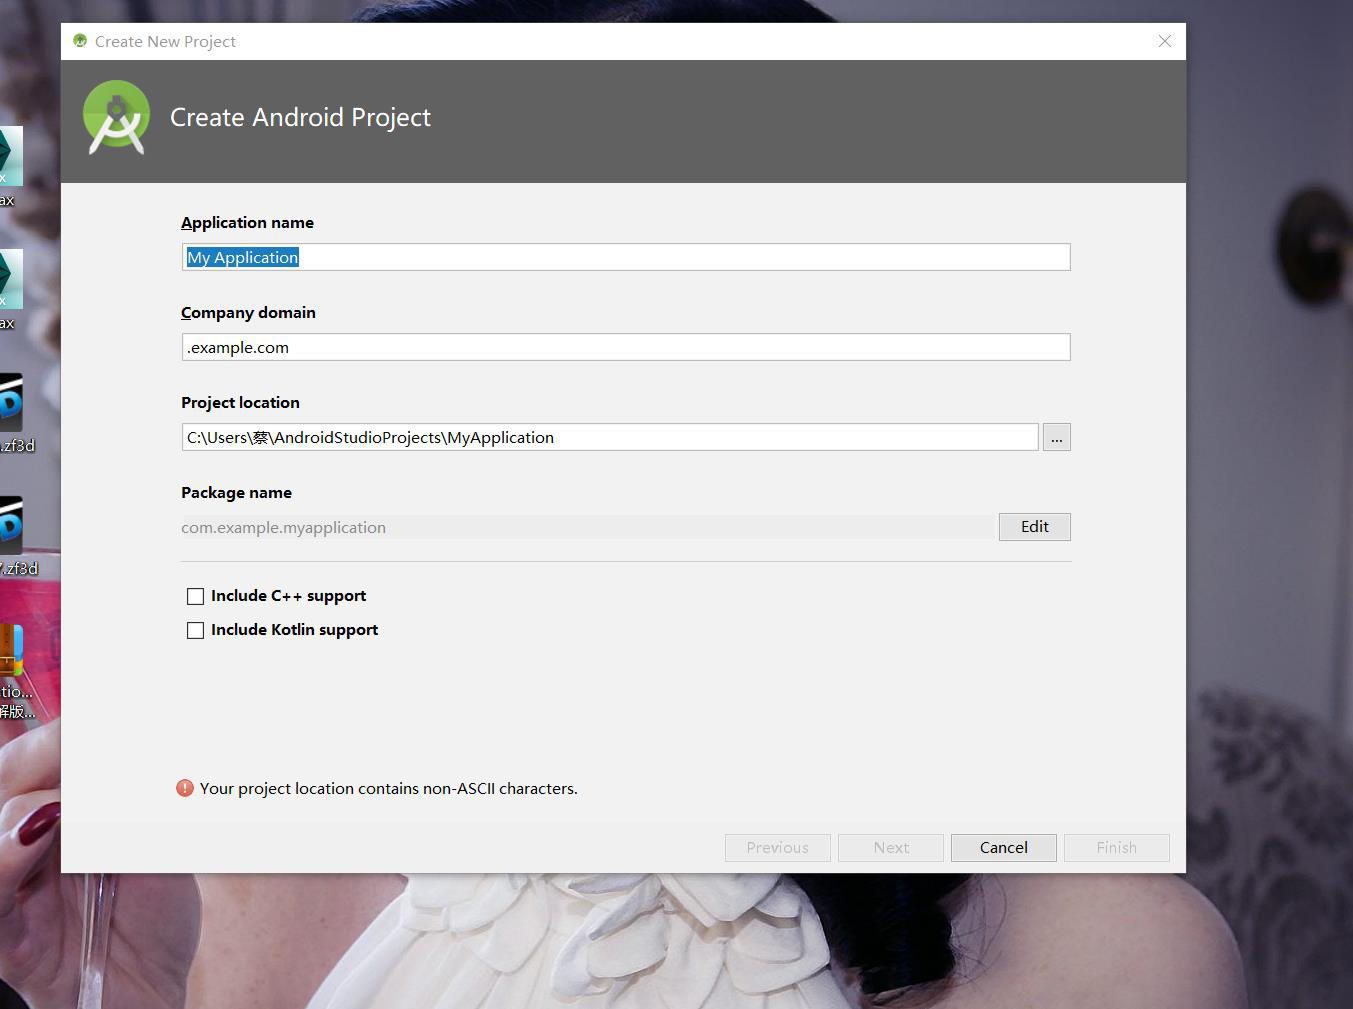 Create New Project
Create Android Project
Application name
My Application
Company domain
.example.com
Project location
C:\Users\蔡\AndroidStudioProjects\MyApplication
...
Package name
com.example.myapplication
Edit
Include C++ support
Include Kotlin support
Your project location contains non-ASCII characters.
Previous
Next
Cancel
Finish
x
ax
x
ax
.zf3d
.zf3d
tio...
解版...